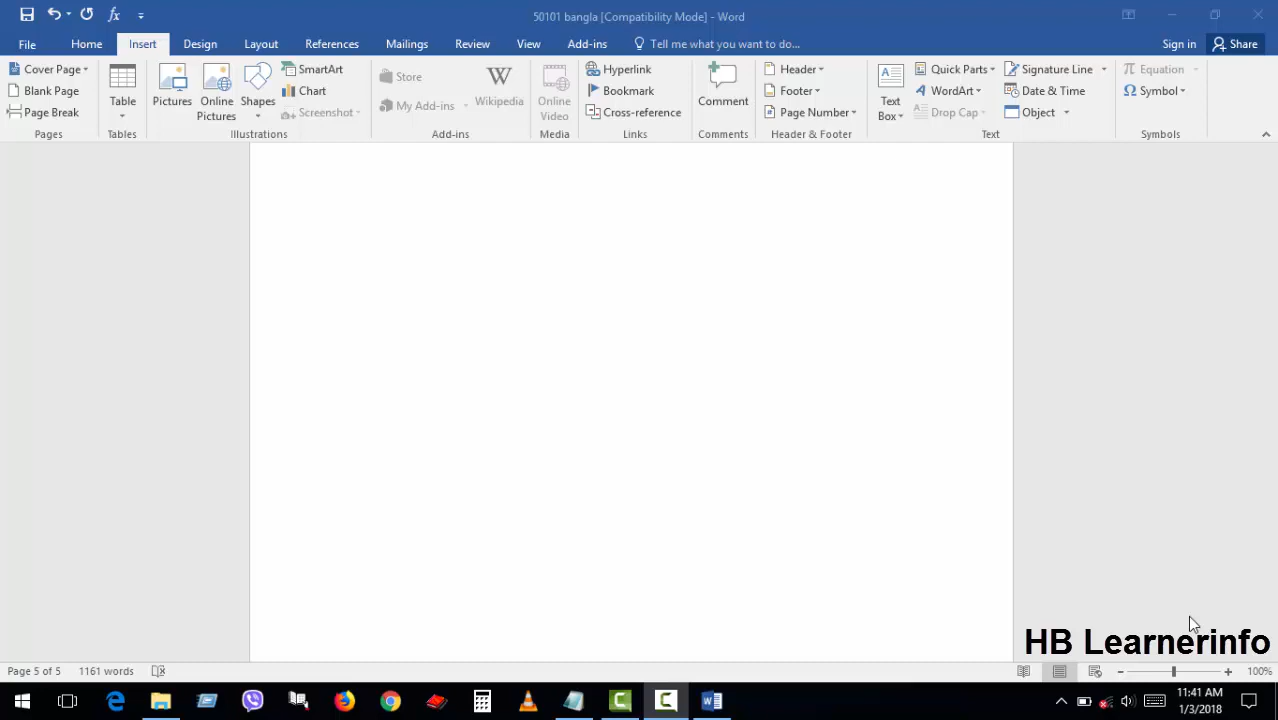 50101 bangla [Compatibility Mode] - Word
File Home Insert Design Layout References Mailings Review View Add-ins Tell me what you want to do... Sign in Share
Cover Page
Blank Page
Page Break
Pages
Table
Tables
Pictures
Online
Pictures
Shapes
SmartArt
Chart
Screenshot
Illustrations
Store
My Add-ins
Wikipedia
Add-ins
Online
Video
Media
Hyperlink
Bookmark
Cross-reference
Links
Comment
Comments
Header
Footer
Page Number
Header & Footer
Text
Box
Quick Parts
WordArt
Drop Cap
Signature Line
Date & Time
Object
Text
Equation
Symbol
Symbols
HB Learnerinfo
Page 5 of 5 1161 words 100%
11:41 AM
1/3/2018